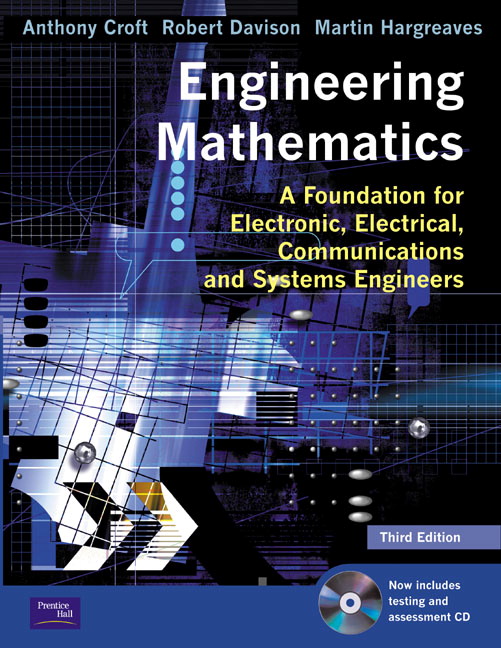 Anthony Croft Robert Davison Martin Hargreaves
Engineering
Mathematics
A Foundation for
Electronic, Electrical,
Communications
and Systems Engineers
Third Edition
Now includes
testing and
assessment CD
Prentice
Hall